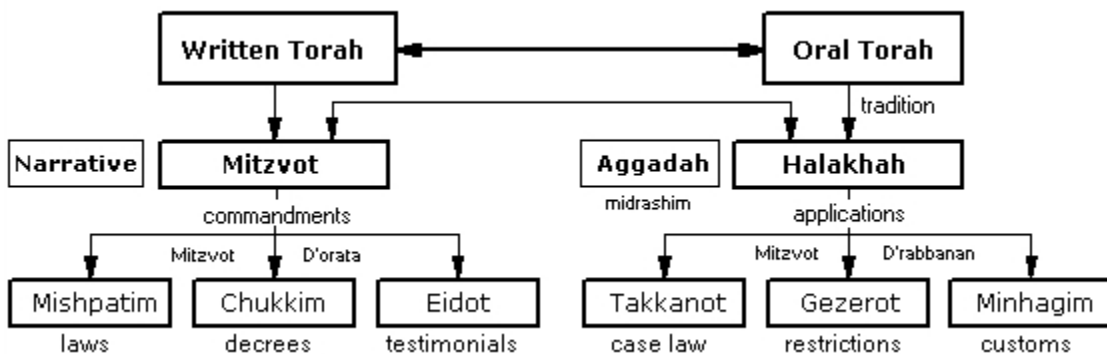 Written Torah
Oral Torah
tradition
Narrative
Mitzvot
Aggadah
Halakhah
midrashim
commandments
applications
Mitzvot D'orata
Mitzvot D'rabbanan
Mishpatim
Chukkim
Eidot
Takkanot
Gezerot
Minhagim
laws
decrees
testimonials
case law
restrictions
customs